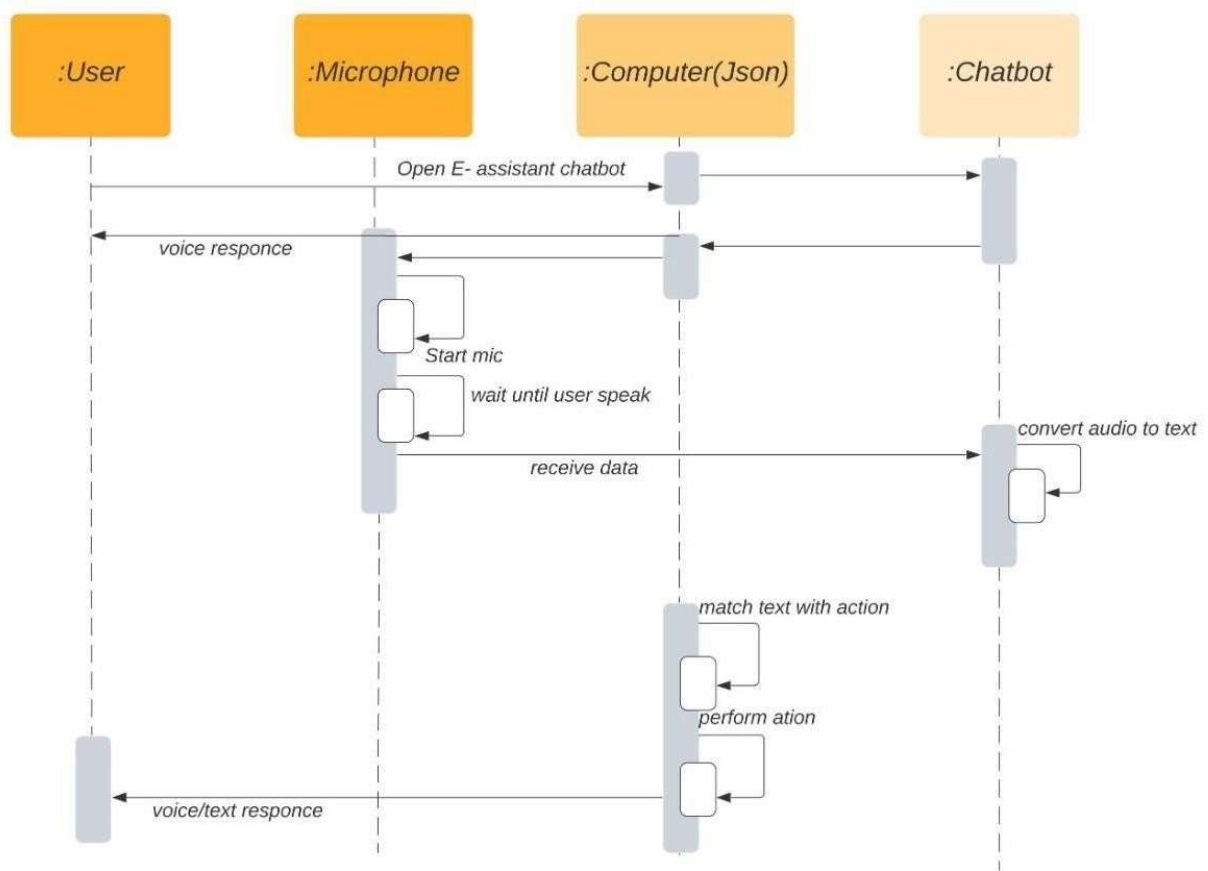 :User
:Microphone
:Computer(Json)
:Chatbot
Open E- assistant chatbot
voice responce
Start mic
wait until user speak
convert audio to text
receive data
match text with action
perform ation
voice/text responce